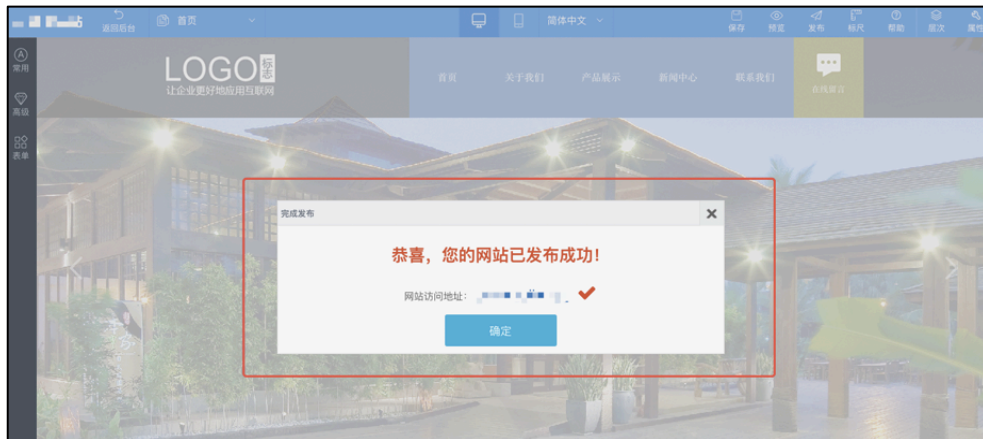 返回后台 首页 简体中文 保存 预览 发布 标尺 帮助 层次 属性
常用
高级
表单
LOGO标志
让企业更好地应用互联网
首页 关于我们 产品展示 新闻中心 联系我们 在线留言
完成发布
恭喜，您的网站已发布成功！
网站访问地址：
确定